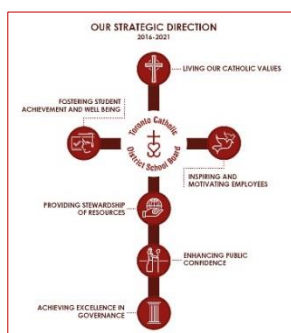 OUR STRATEGIC DIRECTION
2016-2021
LIVING OUR CATHOLIC VALUES
FOSTERING STUDENT
ACHIEVEMENT AND WELL BEING
Toronto Catholic
District School Board
INSPIRING AND
MOTIVATING EMPLOYEES
PROVIDING STEWARDSHIP
OF RESOURCES
ENHANCING PUBLIC
CONFIDENCE
ACHIEVING EXCELLENCE IN
GOVERNANCE